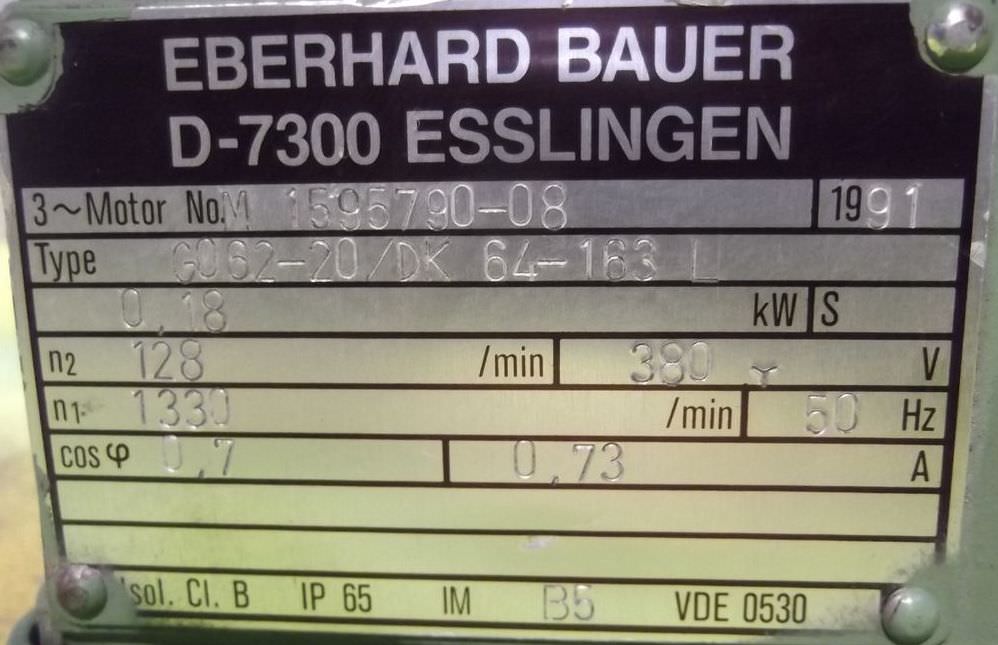 EBERHARD BAUER
D-7300 ESSLINGEN
3~Motor No. M 1595790-08 1991
Type G062-20/DK 64-163 L
0,18 kW S
n2 128 /min 380 Y V
n1 1330 /min 50 Hz
cos φ 0,7 0,73 A
Isol. Cl. B IP 65 IM B5 VDE 0530